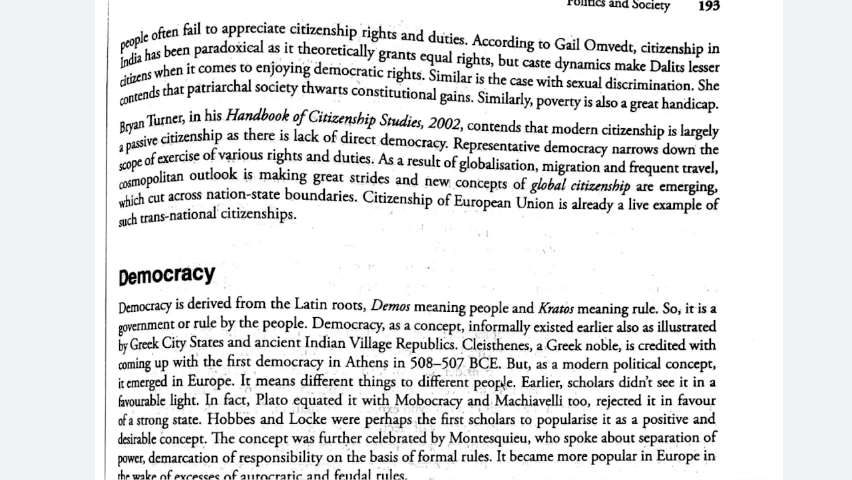 Politics and Society 193
people often fail to appreciate citizenship rights and duties. According to Gail Omvedt, citizenship in
India has been paradoxical as it theoretically grants equal rights, but caste dynamics make Dalits lesser
citizens when it comes to enjoying democratic rights. Similar is the case with sexual discrimination. She
contends that patriarchal society thwarts constitutional gains. Similarly, poverty is also a great handicap.
Bryan Turner, in his Handbook of Citizenship Studies, 2002, contends that modern citizenship is largely
a passive citizenship as there is lack of direct democracy. Representative democracy narrows down the
scope of exercise of various rights and duties. As a result of globalisation, migration and frequent travel,
cosmopolitan outlook is making great strides and new concepts of global citizenship are emerging,
which cut across nation-state boundaries. Citizenship of European Union is already a live example of
such trans-national citizenships.
Democracy
Democracy is derived from the Latin roots, Demos meaning people and Kratos meaning rule. So, it is a
government or rule by the people. Democracy, as a concept, informally existed earlier also as illustrated
by Greek City States and ancient Indian Village Republics. Cleisthenes, a Greek noble, is credited with
coming up with the first democracy in Athens in 508–507 BCE. But, as a modern political concept,
it emerged in Europe. It means different things to different people. Earlier, scholars didn't see it in a
favourable light. In fact, Plato equated it with Mobocracy and Machiavelli too, rejected it in favour
of a strong state. Hobbes and Locke were perhaps the first scholars to popularise it as a positive and
desirable concept. The concept was further celebrated by Montesquieu, who spoke about separation of
power, demarcation of responsibility on the basis of formal rules. It became more popular in Europe in
the wake of excesses of autocratic and feudal rules.